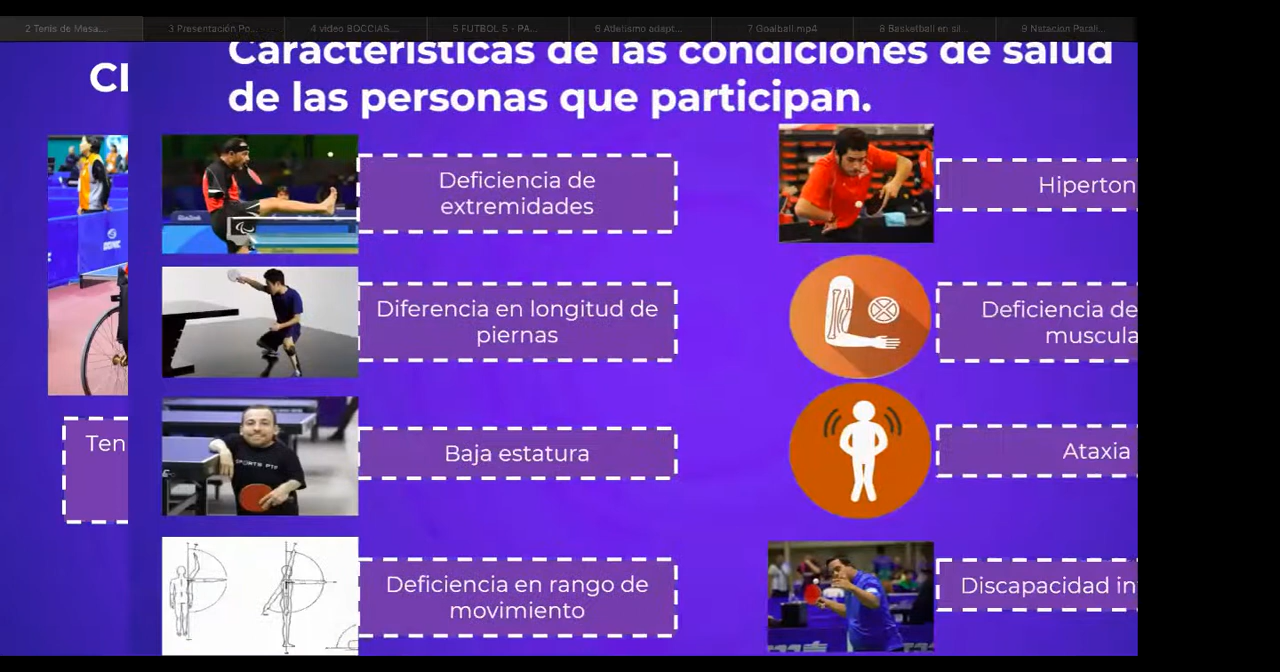 2 Tenis de Mesa...
3 Presentación Po...
4 video BOCCIAS....
5 FUTBOL 5 - PA...
6 Atletismo adapt...
7 Goalball.mp4
8 Basketball en sil...
9 Natacion Parali...
Cl
Características de las condiciones de salud
de las personas que participan.
Deficiencia de
extremidades
Hiperton
Diferencia en longitud de
piernas
Deficiencia de
muscula
Ten
Baja estatura
SPORTS PTE
Ataxia
Deficiencia en rango de
movimiento
Discapacidad in